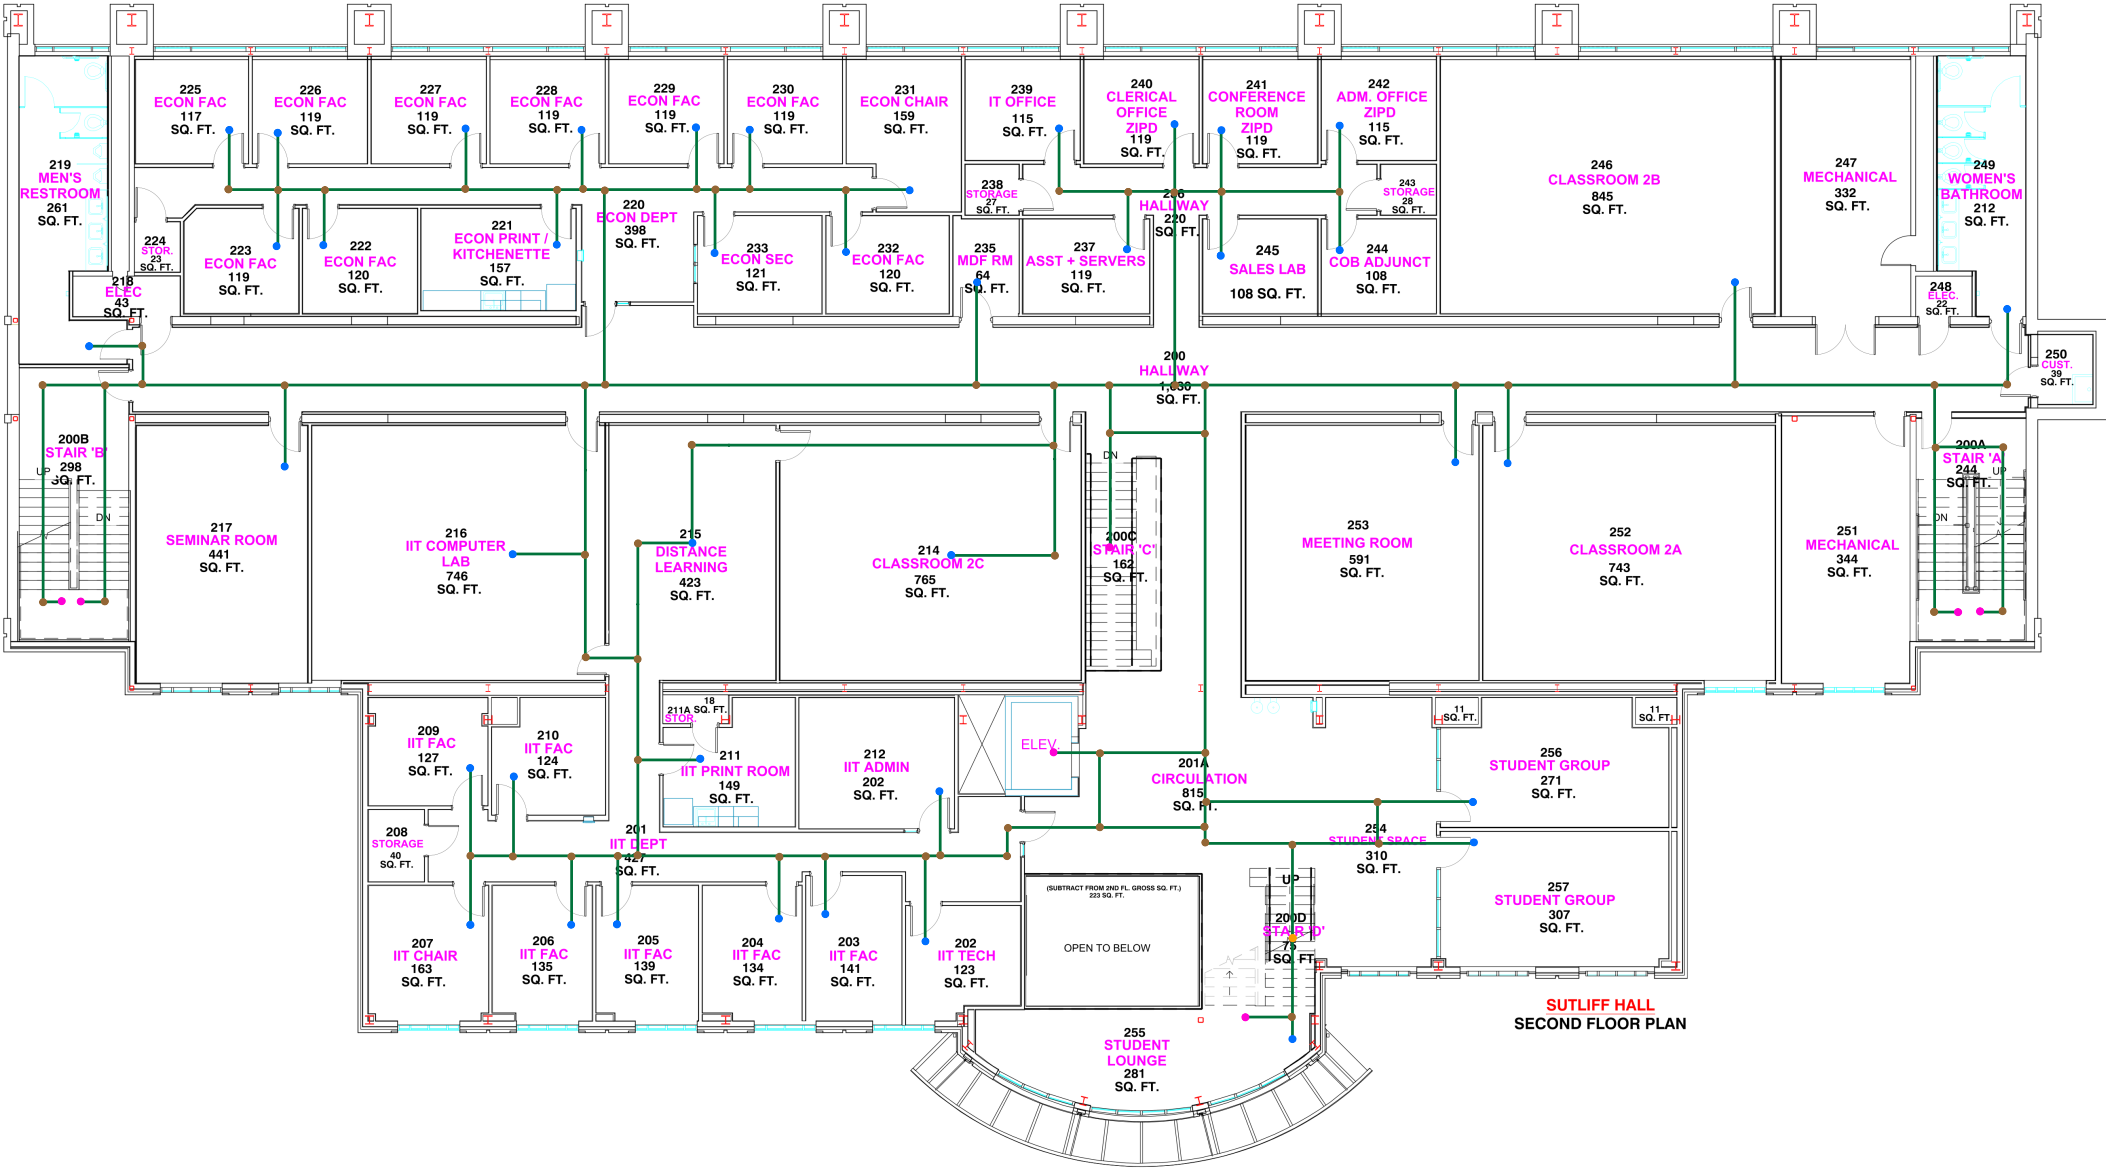 225
ECON FAC
117
SQ. FT.
226
ECON FAC
119
SQ. FT.
227
ECON FAC
119
SQ. FT.
228
ECON FAC
119
SQ. FT.
229
ECON FAC
119
SQ. FT.
230
ECON FAC
119
SQ. FT.
231
ECON CHAIR
159
SQ. FT.
239
IT OFFICE
115
SQ. FT.
240
CLERICAL
OFFICE
ZIPD
119
SQ. FT.
241
CONFERENCE
ROOM
ZIPD
119
SQ. FT.
242
ADM. OFFICE
ZIPD
115
SQ. FT.
246
CLASSROOM 2B
845
SQ. FT.
247
MECHANICAL
332
SQ. FT.
249
WOMEN'S
BATHROOM
212
SQ. FT.
219
MEN'S
RESTROOM
261
SQ. FT.
238
STORAGE
27
SQ. FT.
243
STORAGE
28
SQ. FT.
HALLWAY
220
SQ. FT.
220
ECON DEPT
398
SQ. FT.
224
STOR.
23
SQ. FT.
223
ECON FAC
119
SQ. FT.
222
ECON FAC
120
SQ. FT.
221
ECON PRINT /
KITCHENETTE
157
SQ. FT.
233
ECON SEC
121
SQ. FT.
232
ECON FAC
120
SQ. FT.
235
MDF RM
64
SQ. FT.
237
ASST + SERVERS
119
SQ. FT.
245
SALES LAB
108 SQ. FT.
244
COB ADJUNCT
108
SQ. FT.
218
ELEC
43
SQ. FT.
248
ELEC.
22
SQ. FT.
250
CUST.
39
SQ. FT.
200
HALLWAY
SQ. FT.
200B
STAIR 'B'
298
SQ. FT.
UP
DN
217
SEMINAR ROOM
441
SQ. FT.
216
IIT COMPUTER
LAB
746
SQ. FT.
215
DISTANCE
LEARNING
423
SQ. FT.
214
CLASSROOM 2C
765
SQ. FT.
DN
200C
STAIR 'C'
162
SQ. FT.
253
MEETING ROOM
591
SQ. FT.
252
CLASSROOM 2A
743
SQ. FT.
251
MECHANICAL
344
SQ. FT.
200A
STAIR 'A'
244
SQ. FT.
UP
DN
209
IIT FAC
127
SQ. FT.
210
IIT FAC
124
SQ. FT.
211A
STOR.
18
SQ. FT.
211
IIT PRINT ROOM
149
SQ. FT.
212
IIT ADMIN
202
SQ. FT.
ELEV.
201A
CIRCULATION
815
SQ. FT.
11
SQ. FT.
11
SQ. FT.
256
STUDENT GROUP
271
SQ. FT.
208
STORAGE
40
SQ. FT.
201
IIT DEPT
427
SQ. FT.
254
STUDENT SPACE
310
SQ. FT.
257
STUDENT GROUP
307
SQ. FT.
207
IIT CHAIR
163
SQ. FT.
206
IIT FAC
135
SQ. FT.
205
IIT FAC
139
SQ. FT.
204
IIT FAC
134
SQ. FT.
203
IIT FAC
141
SQ. FT.
202
IIT TECH
123
SQ. FT.
(SUBTRACT FROM 2ND FL. GROSS SQ. FT.)
223 SQ. FT.
OPEN TO BELOW
UP
200D
STAIR 'D'
75
SQ. FT.
255
STUDENT
LOUNGE
281
SQ. FT.
SUTLIFF HALL
SECOND FLOOR PLAN